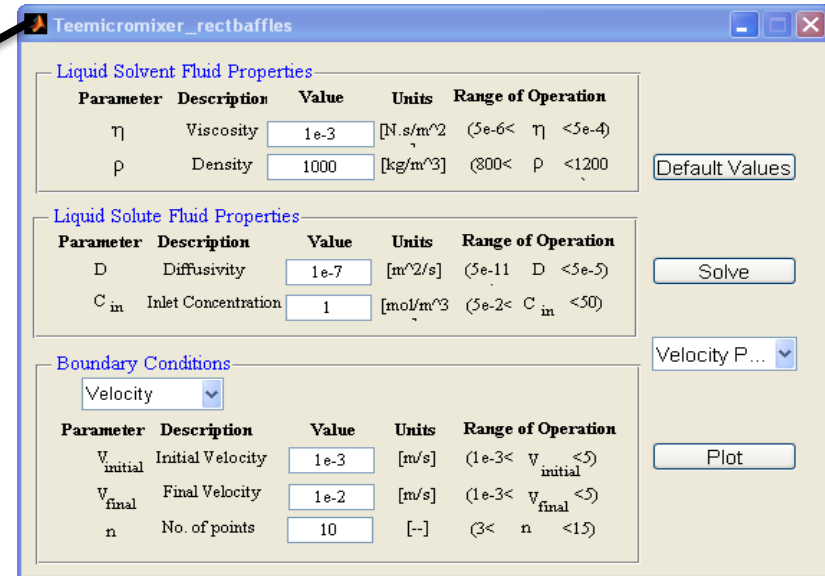 Teemicromixer_rectbaffles
Liquid Solvent Fluid Properties
Parameter Description Value Units Range of Operation
η Viscosity 1e-3 [N.s/m^2 (5e-6< η <5e-4)
ρ Density 1000 [kg/m^3] (800< ρ <1200
Default Values
Liquid Solute Fluid Properties
Parameter Description Value Units Range of Operation
D Diffusivity 1e-7 [m^2/s] (5e-11 D <5e-5)
Solve
C in Inlet Concentration 1 [mol/m^3 (5e-2< C in <50)
Velocity P...
Boundary Conditions
Velocity
Parameter Description Value Units Range of Operation
V initial Initial Velocity 1e-3 [m/s] (1e-3< V initial <5)
Plot
V final Final Velocity 1e-2 [m/s] (1e-3< V final <5)
n No. of points 10 [--] (3< n <15)